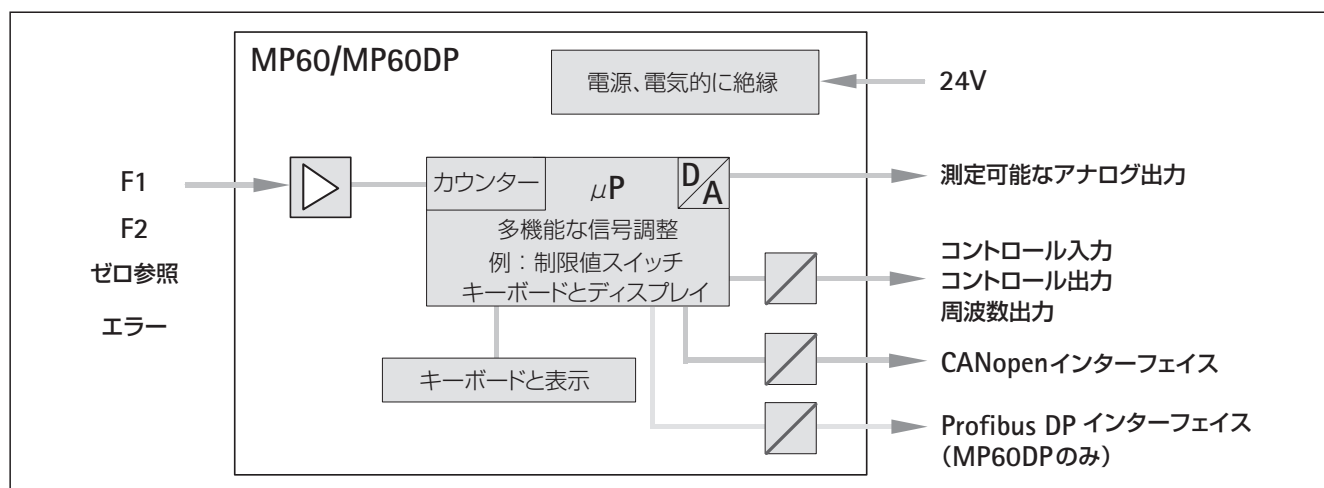 MP60/MP60DP
電源、電気的に絶縁
24V
F1
F2
ゼロ参照
エラー
カウンター
μP
D/A
多機能な信号調整
例：制限値スイッチ
キーボードとディスプレイ
キーボードと表示
測定可能なアナログ出力
コントロール入力
コントロール出力
周波数出力
CANopenインターフェイス
Profibus DP インターフェイス
（MP60DPのみ）